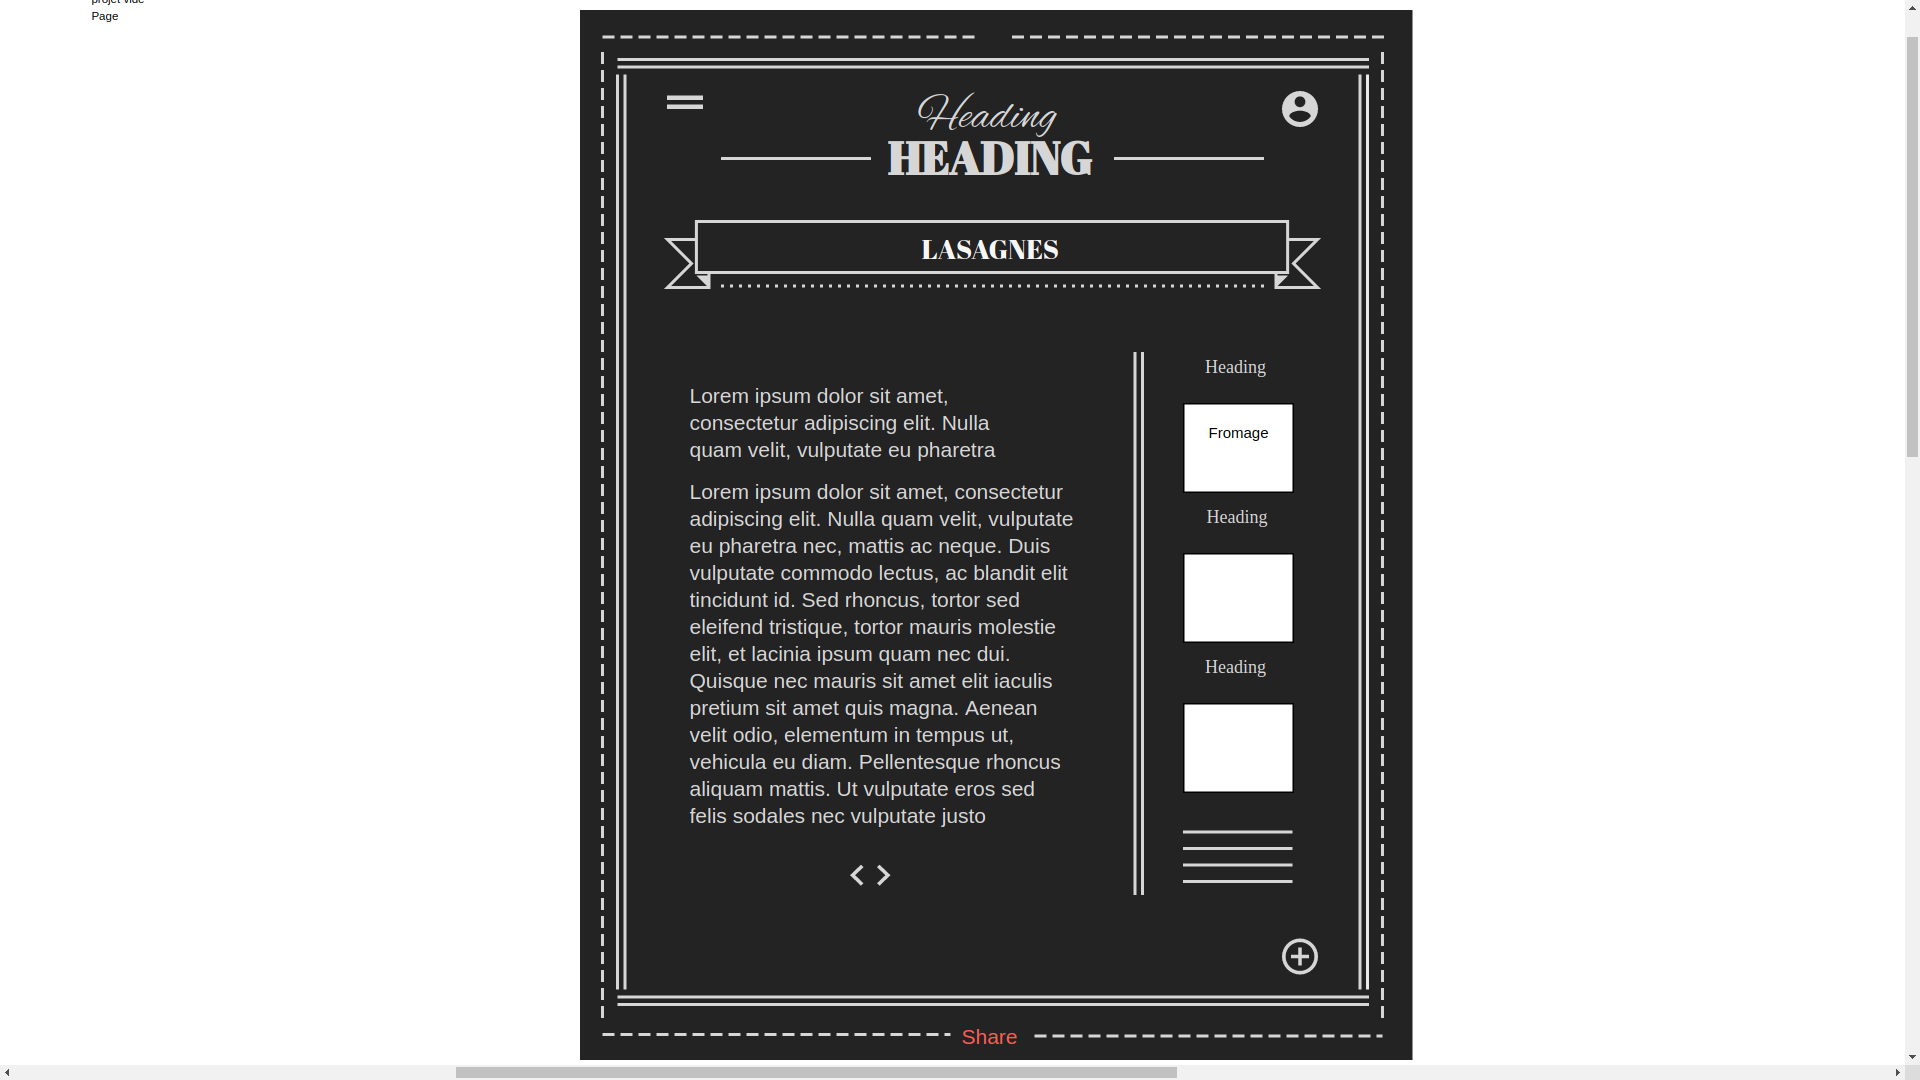 projet vide
Page
Heading
HEADING
LASAGNES
Lorem ipsum dolor sit amet,
consectetur adipiscing elit. Nulla
quam velit, vulputate eu pharetra
Lorem ipsum dolor sit amet, consectetur
adipiscing elit. Nulla quam velit, vulputate
eu pharetra nec, mattis ac neque. Duis
vulputate commodo lectus, ac blandit elit
tincidunt id. Sed rhoncus, tortor sed
eleifend tristique, tortor mauris molestie
elit, et lacinia ipsum quam nec dui.
Quisque nec mauris sit amet elit iaculis
pretium sit amet quis magna. Aenean
velit odio, elementum in tempus ut,
vehicula eu diam. Pellentesque rhoncus
aliquam mattis. Ut vulputate eros sed
felis sodales nec vulputate justo
Heading
Fromage
Heading
Heading
Share